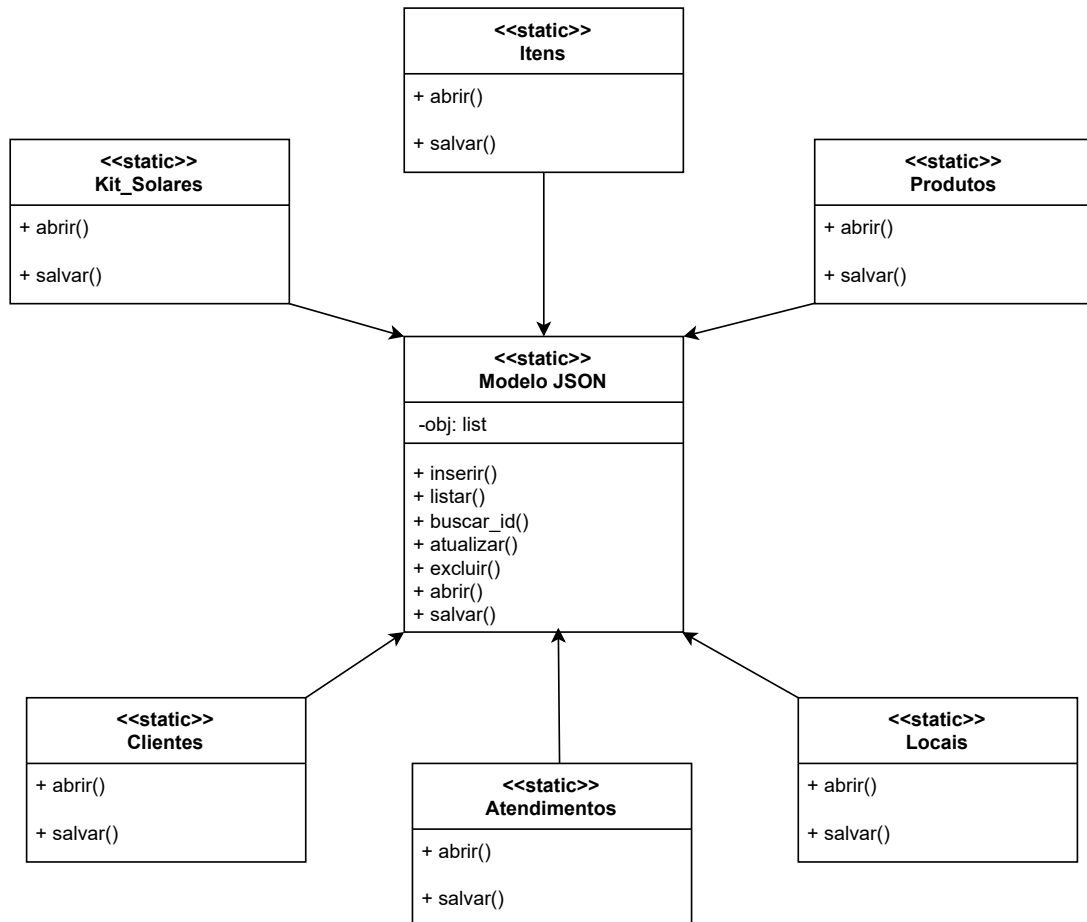 <<static>>
Itens
+ abrir()
+ salvar()
<<static>>
Kit_Solares
+ abrir()
+ salvar()
<<static>>
Produtos
+ abrir()
+ salvar()
<<static>>
Modelo JSON
-obj: list
+ inserir()
+ listar()
+ buscar_id()
+ atualizar()
+ excluir()
+ abrir()
+ salvar()
<<static>>
Clientes
+ abrir()
+ salvar()
<<static>>
Atendimentos
+ abrir()
+ salvar()
<<static>>
Locais
+ abrir()
+ salvar()